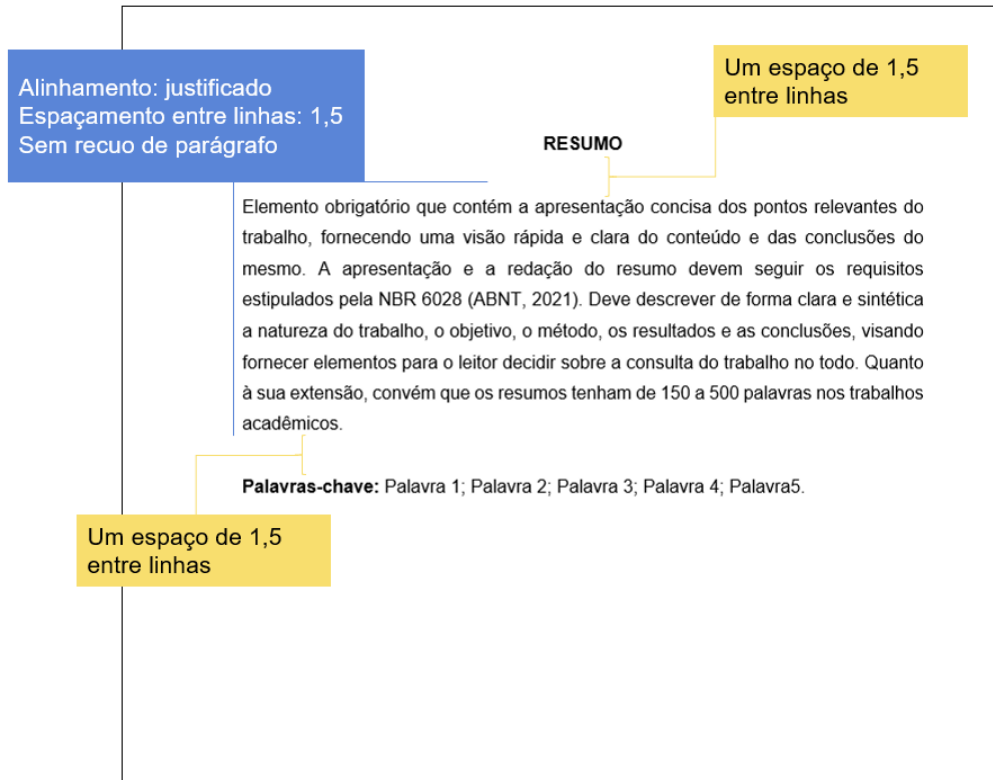 Alinhamento: justificado
Espaçamento entre linhas: 1,5
Sem recuo de parágrafo
Um espaço de 1,5
entre linhas
RESUMO
Elemento obrigatório que contém a apresentação concisa dos pontos relevantes do
trabalho, fornecendo uma visão rápida e clara do conteúdo e das conclusões do
mesmo. A apresentação e a redação do resumo devem seguir os requisitos
estipulados pela NBR 6028 (ABNT, 2021). Deve descrever de forma clara e sintética
a natureza do trabalho, o objetivo, o método, os resultados e as conclusões, visando
fornecer elementos para o leitor decidir sobre a consulta do trabalho no todo. Quanto
à sua extensão, convém que os resumos tenham de 150 a 500 palavras nos trabalhos
acadêmicos.
Palavras-chave: Palavra 1; Palavra 2; Palavra 3; Palavra 4; Palavra5.
Um espaço de 1,5
entre linhas